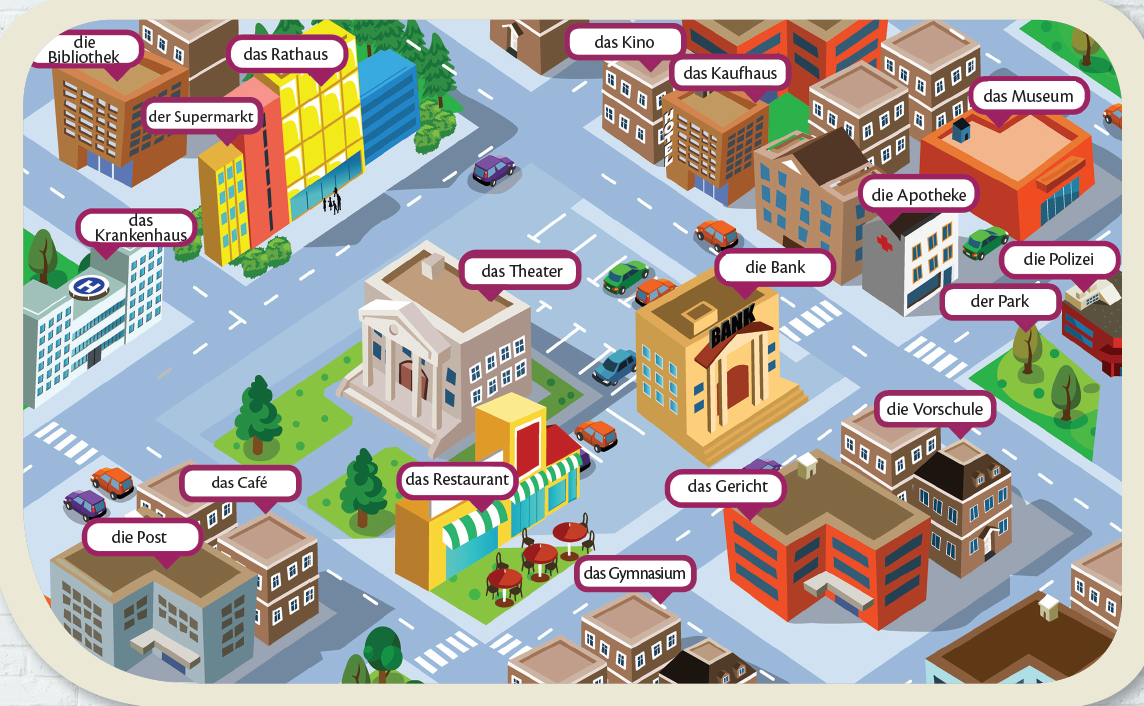 die
Bibliothek
das Rathaus
das Kino
das Kaufhaus
der Supermarkt
das Museum
HOTEL
die Apotheke
das
Krankenhaus
H
das Theater
die Bank
die Polizei
der Park
BANK
die Vorschule
das Café
das Restaurant
das Gericht
die Post
das Gymnasium